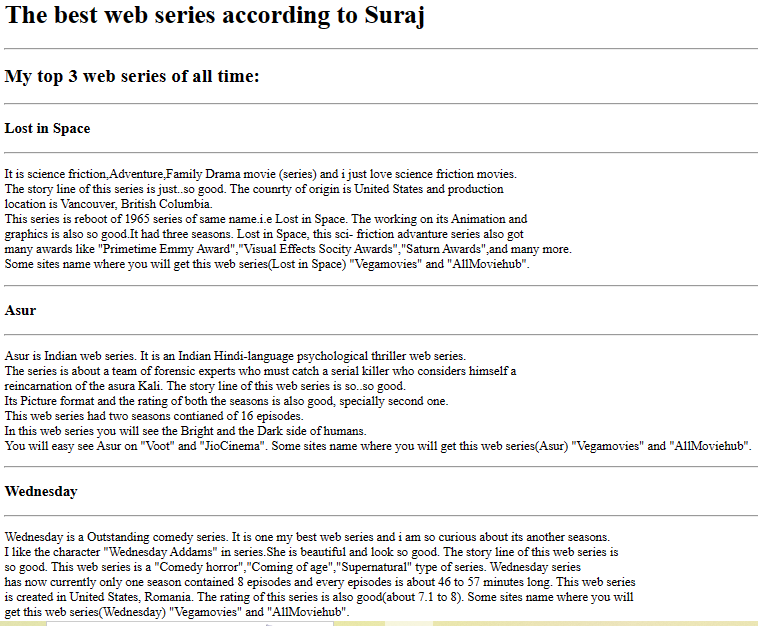 The best web series according to Suraj
My top 3 web series of all time:
Lost in Space
It is science friction,Adventure,Family Drama movie (series) and i just love science friction movies.
The story line of this series is just..so good. The counrty of origin is United States and production
location is Vancouver, British Columbia.
This series is reboot of 1965 series of same name.i.e Lost in Space. The working on its Animation and
graphics is also so good.It had three seasons. Lost in Space, this sci- friction advanture series also got
many awards like "Primetime Emmy Award","Visual Effects Socity Awards","Saturn Awards",and many more.
Some sites name where you will get this web series(Lost in Space) "Vegamovies" and "AllMoviehub".
Asur
Asur is Indian web series. It is an Indian Hindi-language psychological thriller web series.
The series is about a team of forensic experts who must catch a serial killer who considers himself a
reincarnation of the asura Kali. The story line of this web series is so..so good.
Its Picture format and the rating of both the seasons is also good, specially second one.
This web series had two seasons contianed of 16 episodes.
In this web series you will see the Bright and the Dark side of humans.
You will easy see Asur on "Voot" and "JioCinema". Some sites name where you will get this web series(Asur) "Vegamovies" and "AllMoviehub".
Wednesday
Wednesday is a Outstanding comedy series. It is one my best web series and i am so curious about its another seasons.
I like the character "Wednesday Addams" in series.She is beautiful and look so good. The story line of this web series is
so good. This web series is a "Comedy horror","Coming of age","Supernatural" type of series. Wednesday series
has now currently only one season contained 8 episodes and every episodes is about 46 to 57 minutes long. This web series
is created in United States, Romania. The rating of this series is also good(about 7.1 to 8). Some sites name where you will
get this web series(Wednesday) "Vegamovies" and "AllMoviehub".